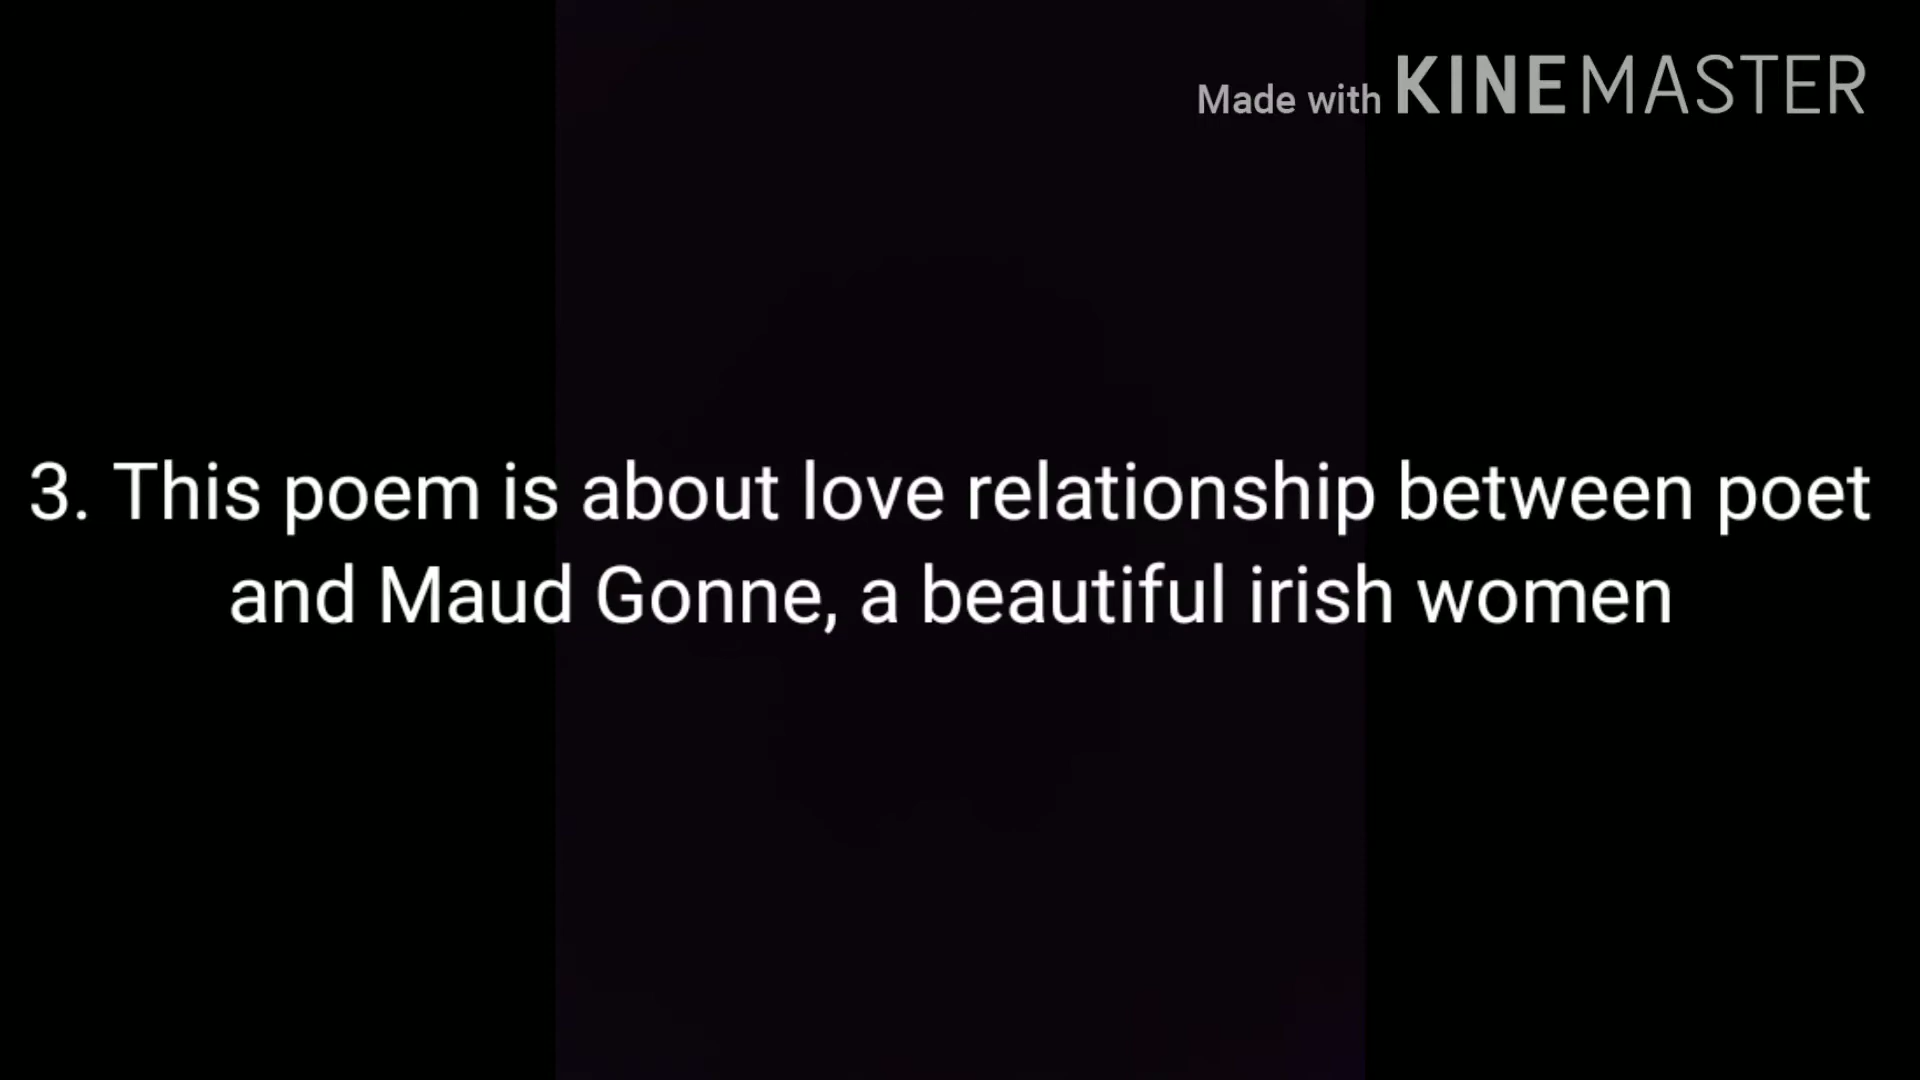 Made with KINEMASTER
3. This poem is about love relationship between poet
and Maud Gonne, a beautiful irish women